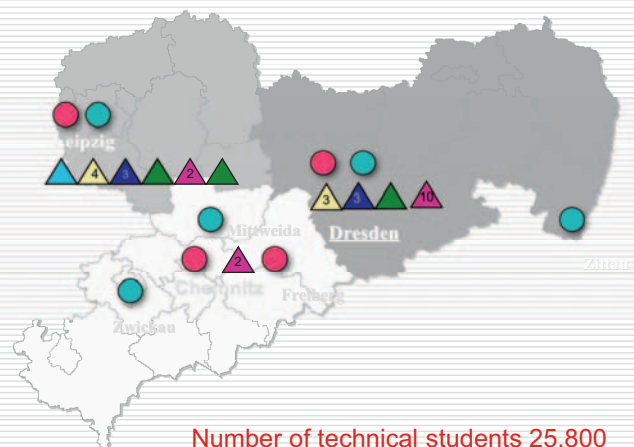 Leipzig
4 3 2
3 3 10
Mittweida
Dresden
2
Zittau
Chemnitz
Freiberg
Zwickau
Number of technical students 25.800